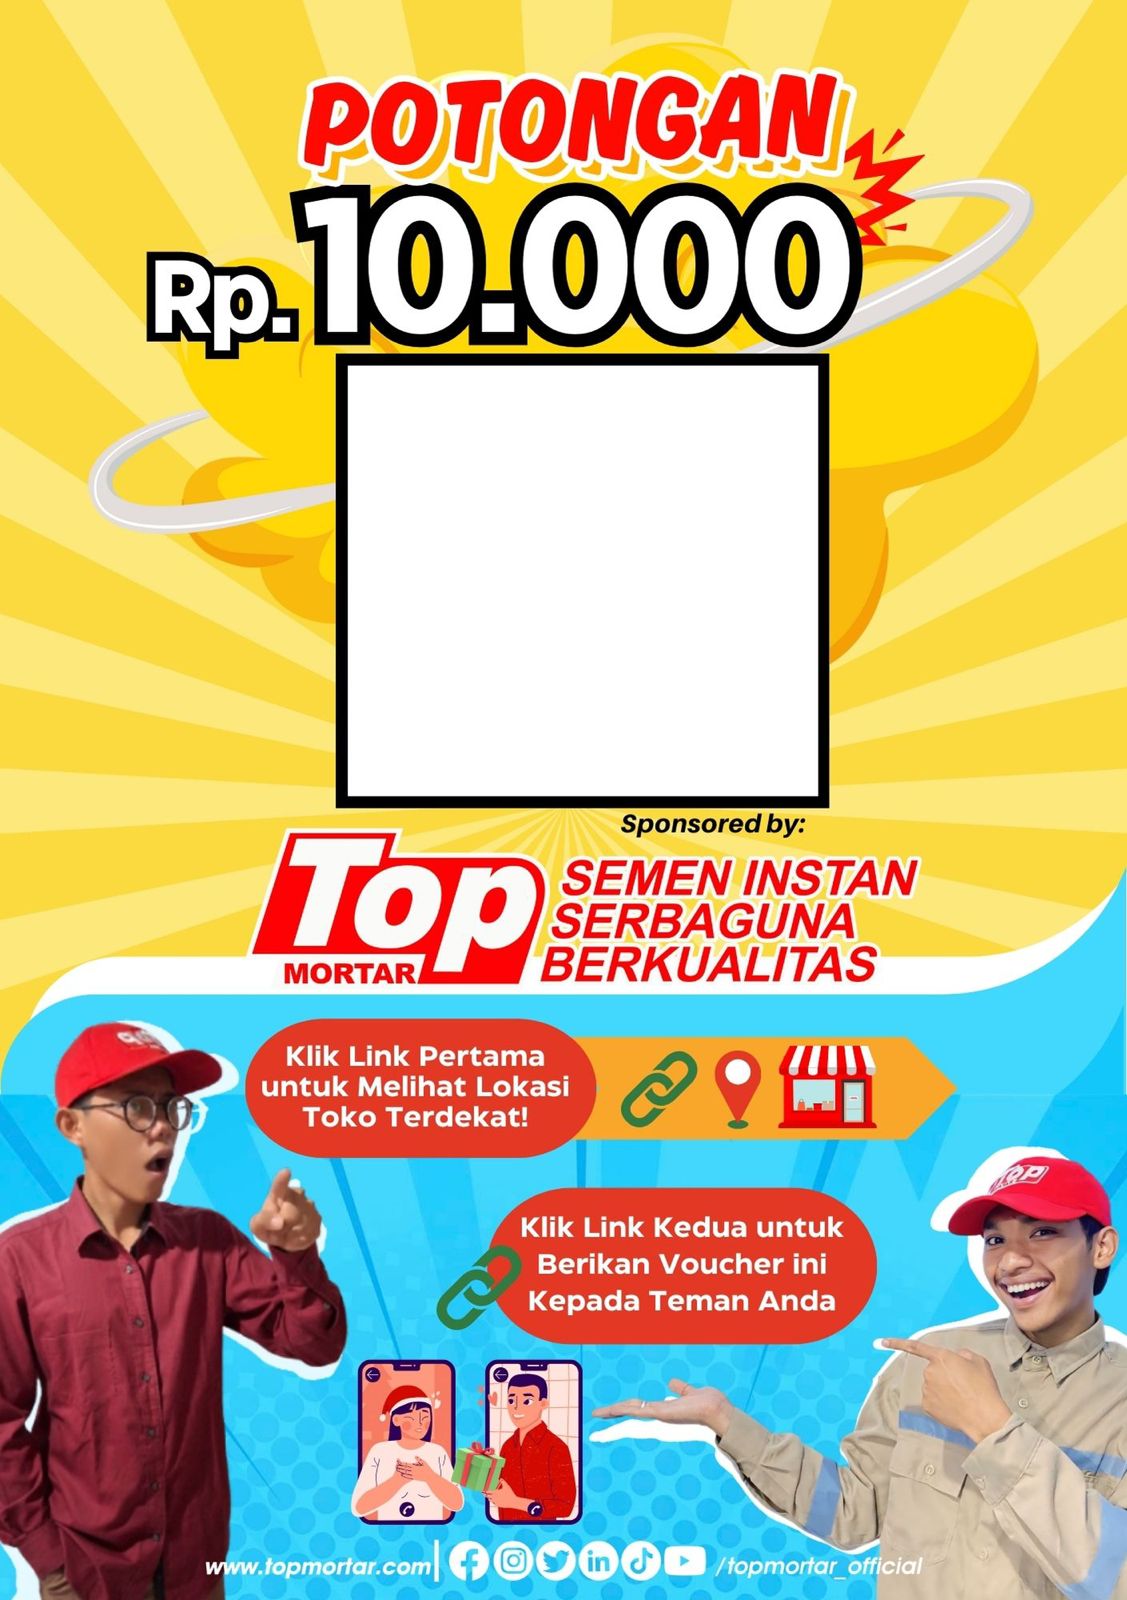 POTONGAN
Rp. 10.000
Sponsored by:
Top
MORTAR
SEMEN INSTAN
SERBAGUNA
BERKUALITAS
Klik Link Pertama
untuk Melihat Lokasi
Toko Terdekat!
TOP
Klik Link Kedua untuk
Berikan Voucher ini
Kepada Teman Anda
www.topmortar.com
/topmortar_official